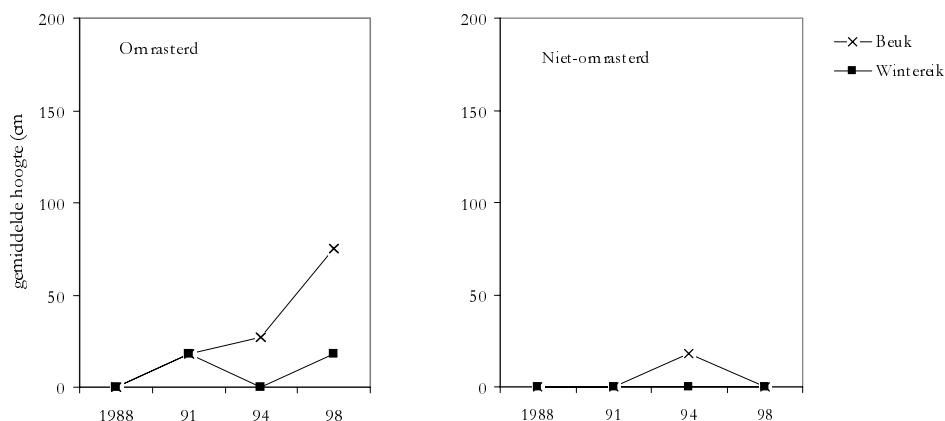 200
150
100
50
0
gemiddelde hoogte (cm
Omrasterd
1988 91 94 98
200
150
100
50
0
Niet-omrasterd
1988 91 94 98
Beuk
Wintereik